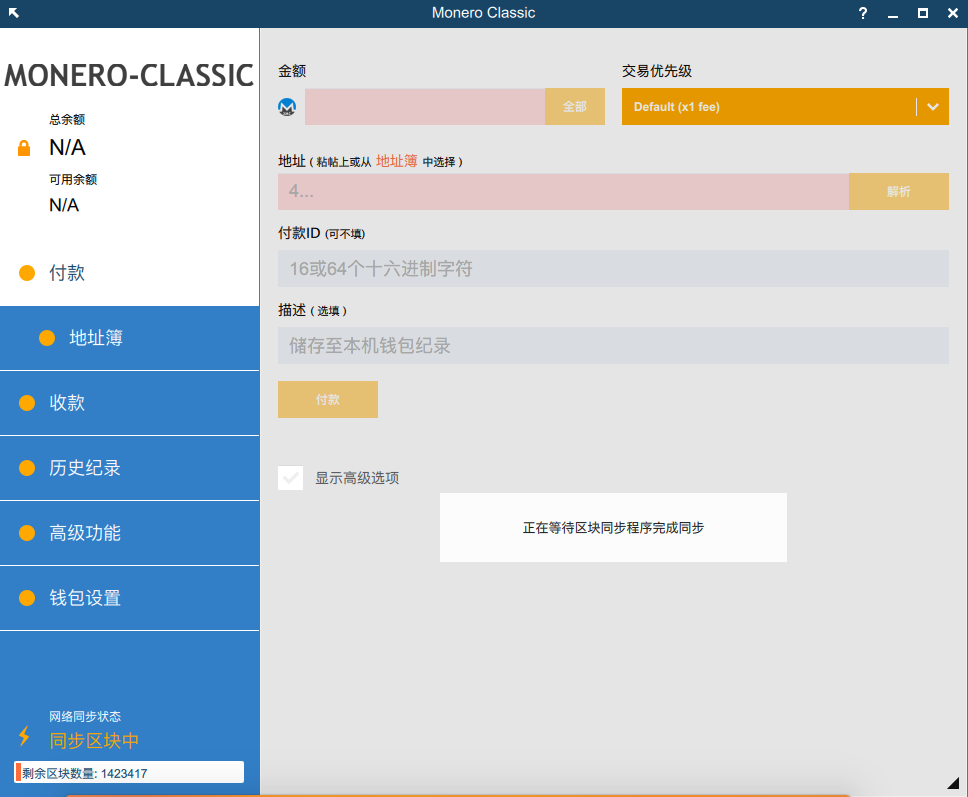 Monero Classic
?
MONERO-CLASSIC
总余额
N/A
可用余额
N/A
付款
地址簿
收款
历史纪录
高级功能
钱包设置
网络同步状态
同步区块中
剩余区块数量: 1423417
金额
全部
交易优先级
Default (x1 fee)
地址 ( 粘帖上或从 地址簿 中选择 )
4...
解析
付款ID (可不填)
16或64个十六进制字符
描述 ( 选填 )
储存至本机钱包纪录
付款
显示高级选项
正在等待区块同步程序完成同步